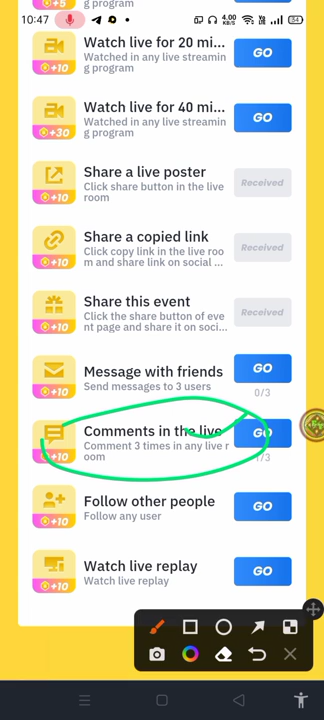 +5
g program
10:47
4.00
KB/S
54
Watch live for 20 mi...
Watched in any live streamin
g program
+10
GO
Watch live for 40 mi...
Watched in any live streamin
g program
+30
GO
Share a live poster
Click share button in the live
room
+10
Received
Share a copied link
Click copy link in the live roo
m and share link on social ...
+10
Received
Share this event
Click the share button of eve
nt page and share it on soci...
+10
Received
Message with friends
Send messages to 3 users
+10
GO
0/3
Comments in the live
Comment 3 times in any live r
oom
+10
GO
1/3
Follow other people
Follow any user
+10
GO
Watch live replay
Watch live replay
+10
GO